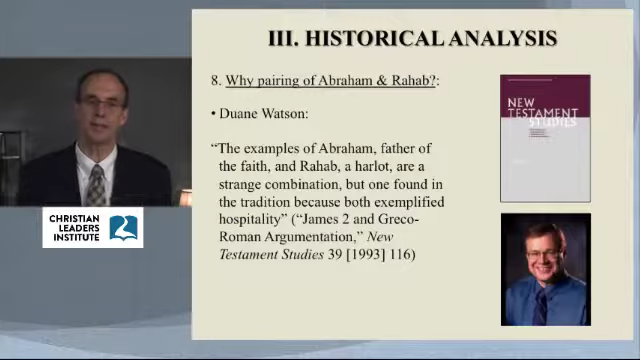 III. HISTORICAL ANALYSIS
8. Why pairing of Abraham & Rahab?:
• Duane Watson:
“The examples of Abraham, father of
the faith, and Rahab, a harlot, are a
strange combination, but one found in
the tradition because both exemplified
hospitality” (“James 2 and Greco-
Roman Argumentation,” New
Testament Studies 39 [1993] 116)
NEW
TESTAMENT
STUDIES
CHRISTIAN
LEADERS
INSTITUTE